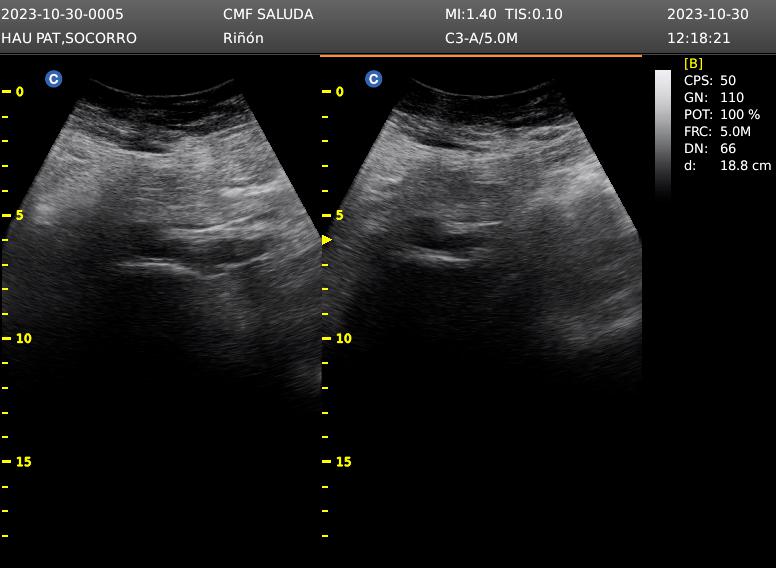 2023-10-30-0005 CMF SALUDA MI:1.40 TIS:0.10 2023-10-30
HAU PAT,SOCORRO Riñón C3-A/5.0M 12:18:21
C
C
[B]
CPS: 50
GN: 110
POT: 100 %
FRC: 5.0M
DN: 66
d: 18.8 cm
0 0
5 5
10 10
15 15